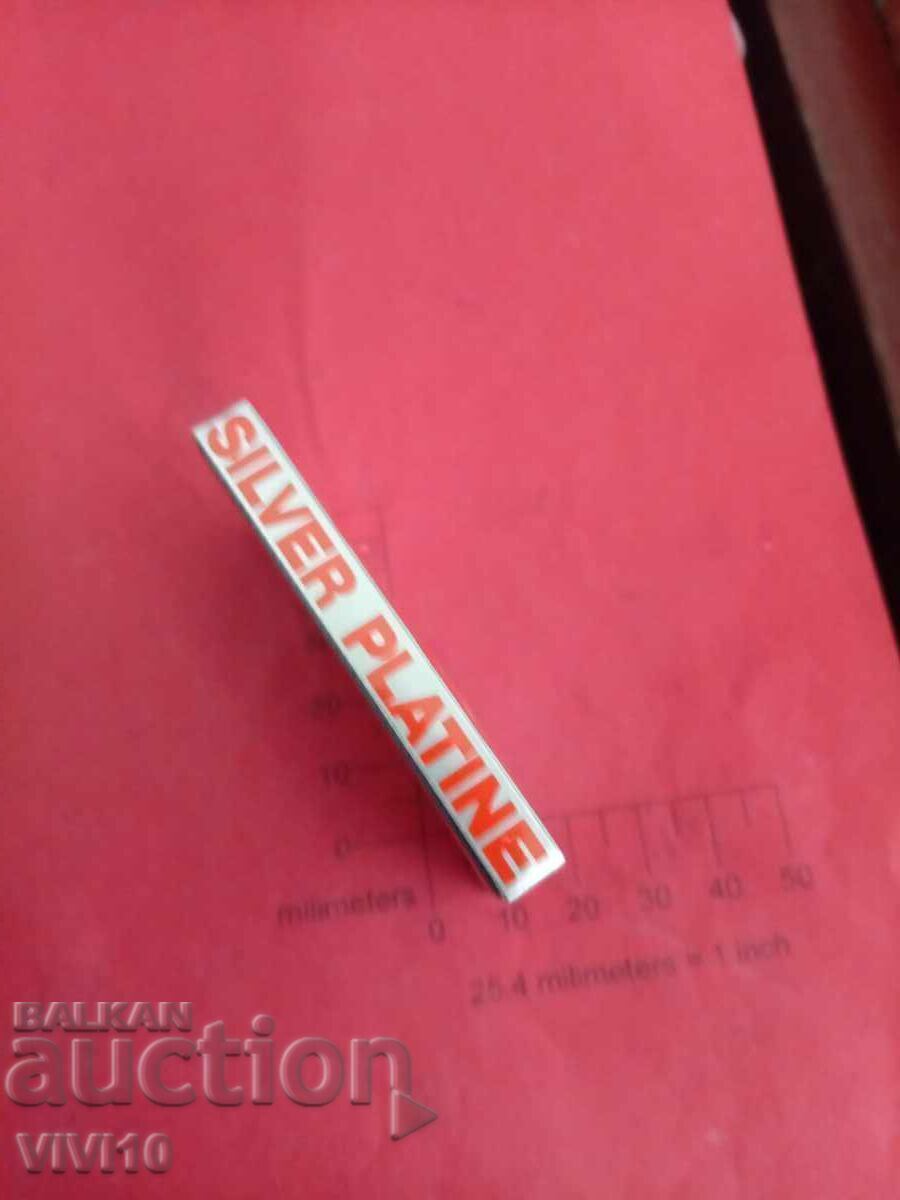 SILVER PLATINE
20
10
0
milimeters
0 10 20 30 40 50
25.4 milimeters = 1 inch
BALKAN
auction
VIVI10